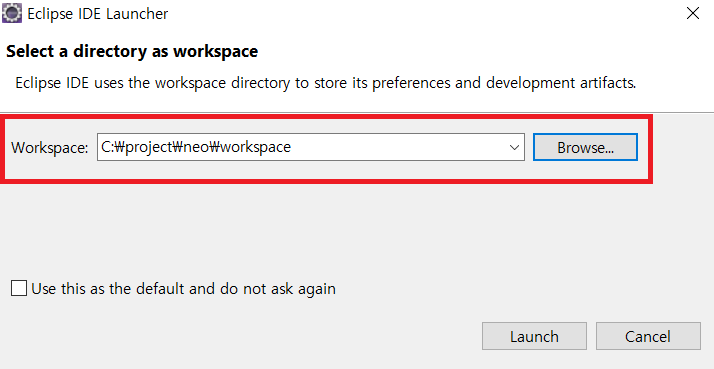 Eclipse IDE Launcher
Select a directory as workspace
Eclipse IDE uses the workspace directory to store its preferences and development artifacts.
Workspace: C:₩project₩neo₩workspace Browse...
Use this as the default and do not ask again
Launch Cancel